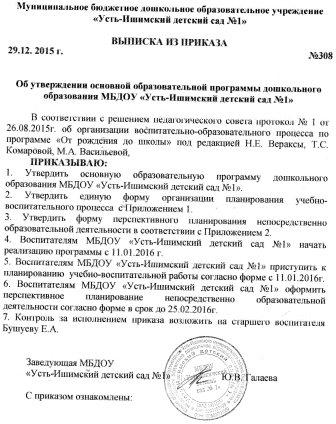 Муниципальное бюджетное дошкольное образовательное учреждение
«Усть-Ишимский детский сад №1»
ВЫПИСКА ИЗ ПРИКАЗА
29.12. 2015 г.
№308
Об утверждении основной образовательной программы дошкольного
образования МБДОУ «Усть-Ишимский детский сад №1»
В соответствии с решением педагогического совета протокол № 1 от
26.08.2015г. об организации воспитательно-образовательного процесса по
программе «От рождения до школы» под редакцией Н.Е. Вераксы, Т.С.
Комаровой, М.А. Васильевой,
ПРИКАЗЫВАЮ:
1. Утвердить основную образовательную программу дошкольного
образования МБДОУ «Усть-Ишимский детский сад №1».
2. Утвердить единую форму организации планирования учебно-
воспитательного процесса с Приложением 1.
3. Утвердить форму перспективного планирования непосредственно
образовательной деятельности в соответствии с Приложением 2.
4. Воспитателям МБДОУ «Усть-Ишимский детский сад №1» начать
реализацию программы с 11.01.2016 г.
5. Воспитателям МБДОУ «Усть-Ишимский детский сад №1» приступить к
планированию учебно-воспитательной работы согласно форме с 11.01.2016г.
6. Воспитателям МБДОУ «Усть-Ишимский детский сад №1» оформить
перспективное планирование непосредственно образовательной
деятельности согласно форме в срок до 25.02.2016г.
7. Контроль за исполнением приказа возложить на старшего воспитателя
Бушуеву Е.А.
Заведующая МБДОУ
«Усть-Ишимский детский сад №1»
Ю.В. Галаева
С приказом ознакомлены: